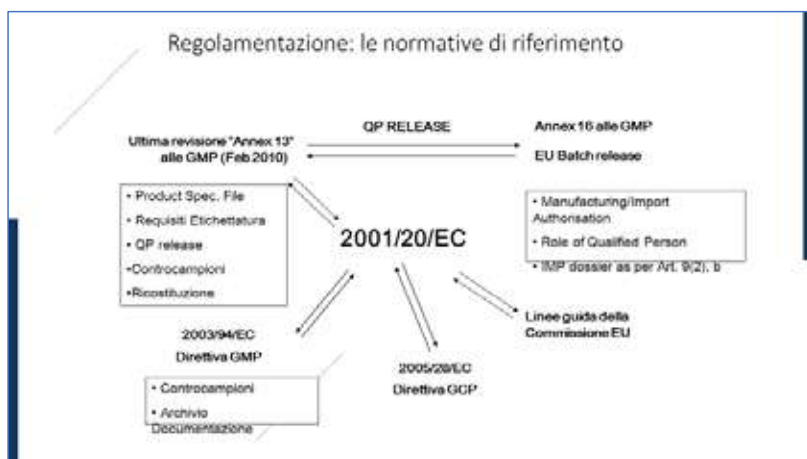 Regolamentazione: le normative di riferimento
QP RELEASE
Ultima revisione "Annex 13"
alle GMP (Feb 2010)
Annex 16 alle GMP
EU Batch release
• Product Spec. File
• Requisiti Etichettatura
• QP release
•Controcampioni
•Ricostituzione
2001/20/EC
• Manufacturing/Import
Authorisation
• Role of Qualified Person
• IMP dossier as per Art. 9(2), b
Linee guida della
Commissione EU
2003/94/EC
Direttiva GMP
• Controcampioni
• Archivio
Documentazione
2005/28/EC
Direttiva GCP